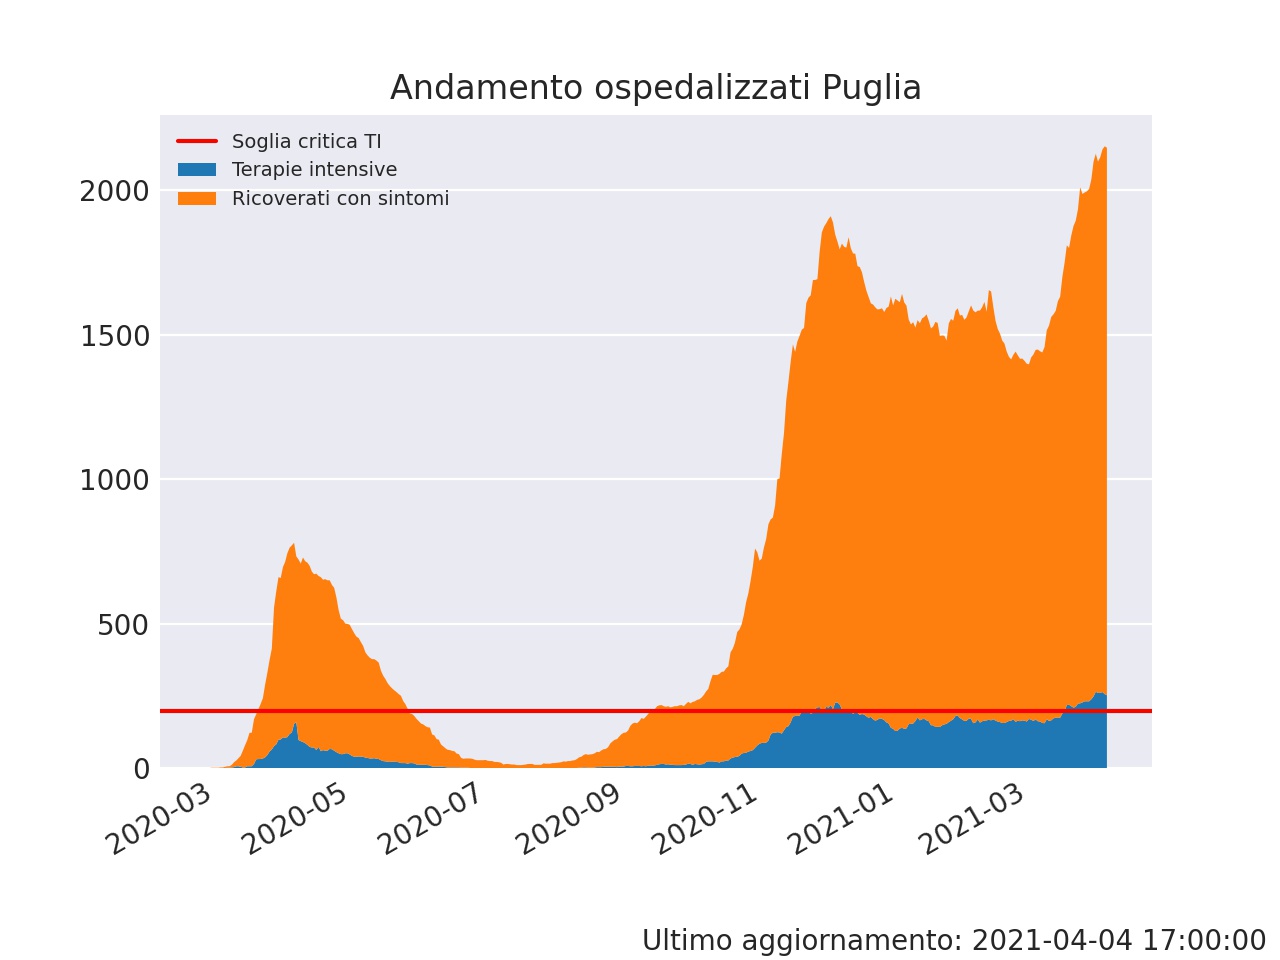 Andamento ospedalizzati Puglia
Soglia critica TI
Terapie intensive
Ricoverati con sintomi
2000
1500
1000
500
0
2020-03 2020-05 2020-07 2020-09 2020-11 2021-01 2021-03
Ultimo aggiornamento: 2021-04-04 17:00:00